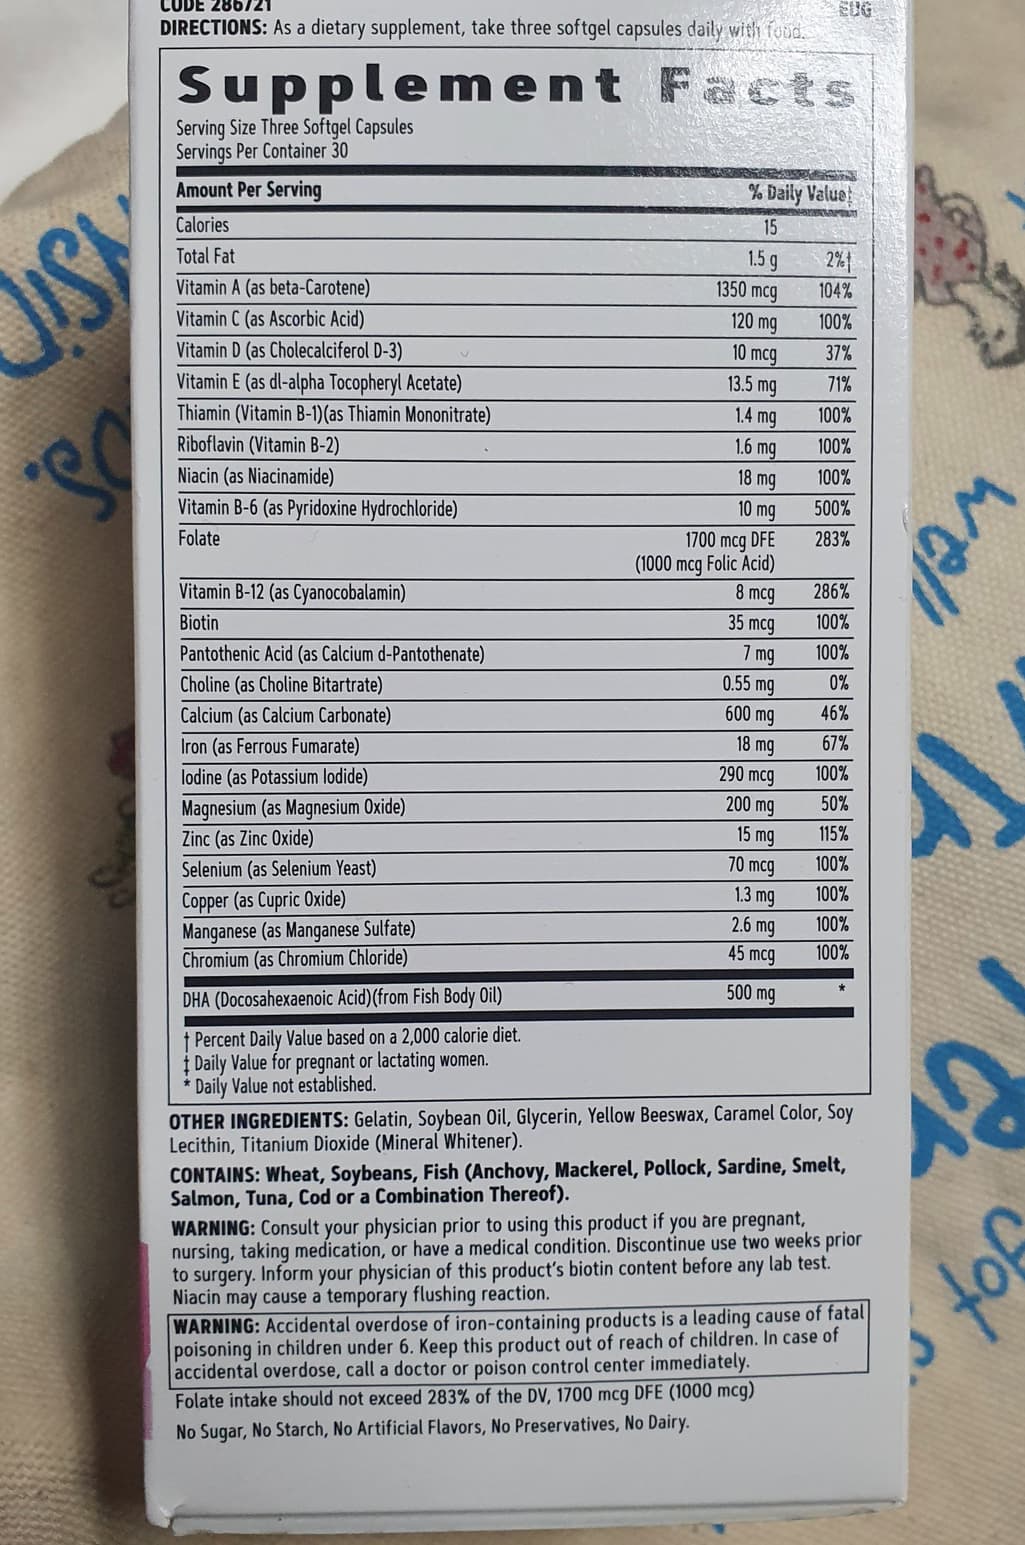 CODE 286721
EUG
DIRECTIONS: As a dietary supplement, take three softgel capsules daily with food.
Supplement Facts
Serving Size Three Softgel Capsules
Servings Per Container 30
Amount Per Serving % Daily Value‡
Calories 15
Total Fat 1.5 g 2%†
Vitamin A (as beta-Carotene) 1350 mcg 104%
Vitamin C (as Ascorbic Acid) 120 mg 100%
Vitamin D (as Cholecalciferol D-3) 10 mcg 37%
Vitamin E (as dl-alpha Tocopheryl Acetate) 13.5 mg 71%
Thiamin (Vitamin B-1)(as Thiamin Mononitrate) 1.4 mg 100%
Riboflavin (Vitamin B-2) 1.6 mg 100%
Niacin (as Niacinamide) 18 mg 100%
Vitamin B-6 (as Pyridoxine Hydrochloride) 10 mg 500%
Folate 1700 mcg DFE 283%
(1000 mcg Folic Acid)
Vitamin B-12 (as Cyanocobalamin) 8 mcg 286%
Biotin 35 mcg 100%
Pantothenic Acid (as Calcium d-Pantothenate) 7 mg 100%
Choline (as Choline Bitartrate) 0.55 mg 0%
Calcium (as Calcium Carbonate) 600 mg 46%
Iron (as Ferrous Fumarate) 18 mg 67%
Iodine (as Potassium Iodide) 290 mcg 100%
Magnesium (as Magnesium Oxide) 200 mg 50%
Zinc (as Zinc Oxide) 15 mg 115%
Selenium (as Selenium Yeast) 70 mcg 100%
Copper (as Cupric Oxide) 1.3 mg 100%
Manganese (as Manganese Sulfate) 2.6 mg 100%
Chromium (as Chromium Chloride) 45 mcg 100%
DHA (Docosahexaenoic Acid)(from Fish Body Oil) 500 mg *
† Percent Daily Value based on a 2,000 calorie diet.
‡ Daily Value for pregnant or lactating women.
* Daily Value not established.
OTHER INGREDIENTS: Gelatin, Soybean Oil, Glycerin, Yellow Beeswax, Caramel Color, Soy
Lecithin, Titanium Dioxide (Mineral Whitener).
CONTAINS: Wheat, Soybeans, Fish (Anchovy, Mackerel, Pollock, Sardine, Smelt,
Salmon, Tuna, Cod or a Combination Thereof).
WARNING: Consult your physician prior to using this product if you are pregnant,
nursing, taking medication, or have a medical condition. Discontinue use two weeks prior
to surgery. Inform your physician of this product's biotin content before any lab test.
Niacin may cause a temporary flushing reaction.
WARNING: Accidental overdose of iron-containing products is a leading cause of fatal
poisoning in children under 6. Keep this product out of reach of children. In case of
accidental overdose, call a doctor or poison control center immediately.
Folate intake should not exceed 283% of the DV, 1700 mcg DFE (1000 mcg)
No Sugar, No Starch, No Artificial Flavors, No Preservatives, No Dairy.